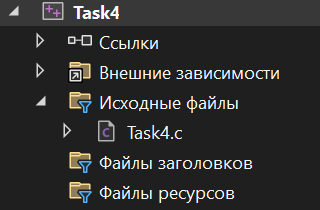 Task4
Ссылки
Внешние зависимости
Исходные файлы
Task4.c
Файлы заголовков
Файлы ресурсов